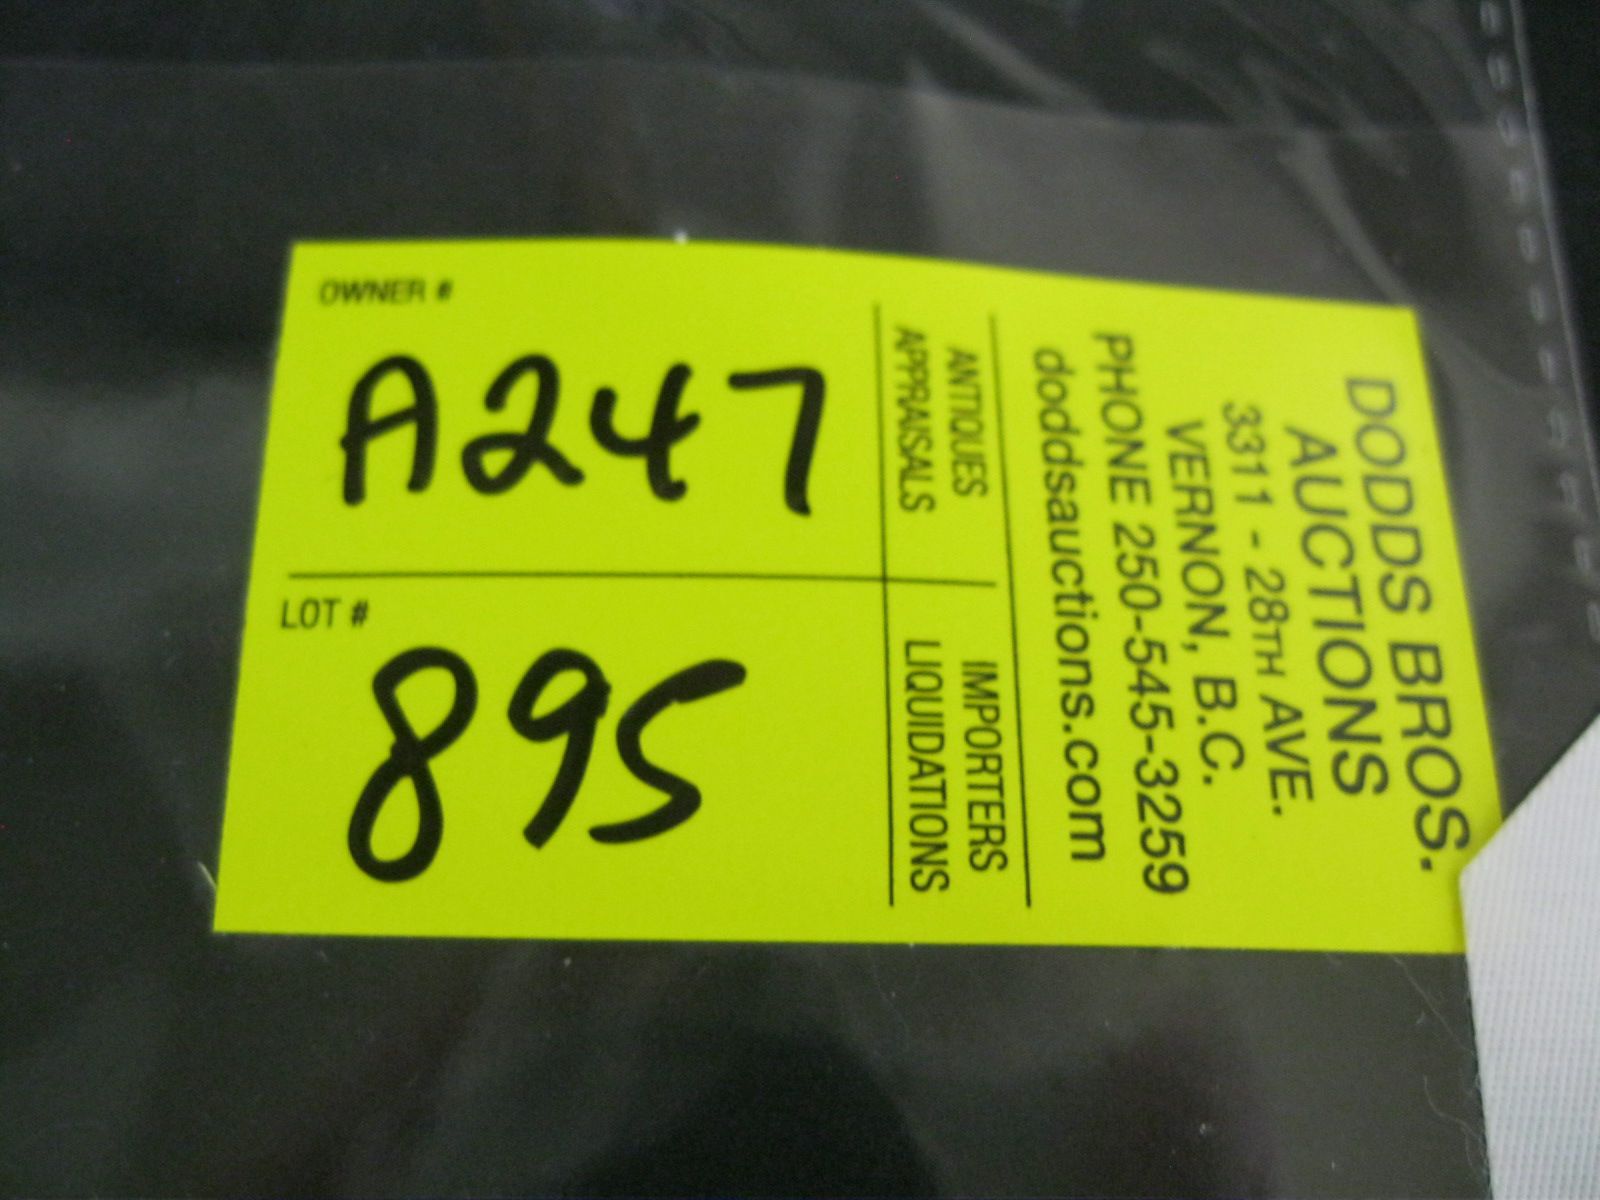 OWNER #
A247
LOT #
895
ANTIQUES
APPRAISALS
IMPORTERS
LIQUIDATIONS
DODDS BROS.
AUCTIONS
3311 - 28TH AVE.
VERNON, B.C.
PHONE 250-545-3259
doddsauctions.com